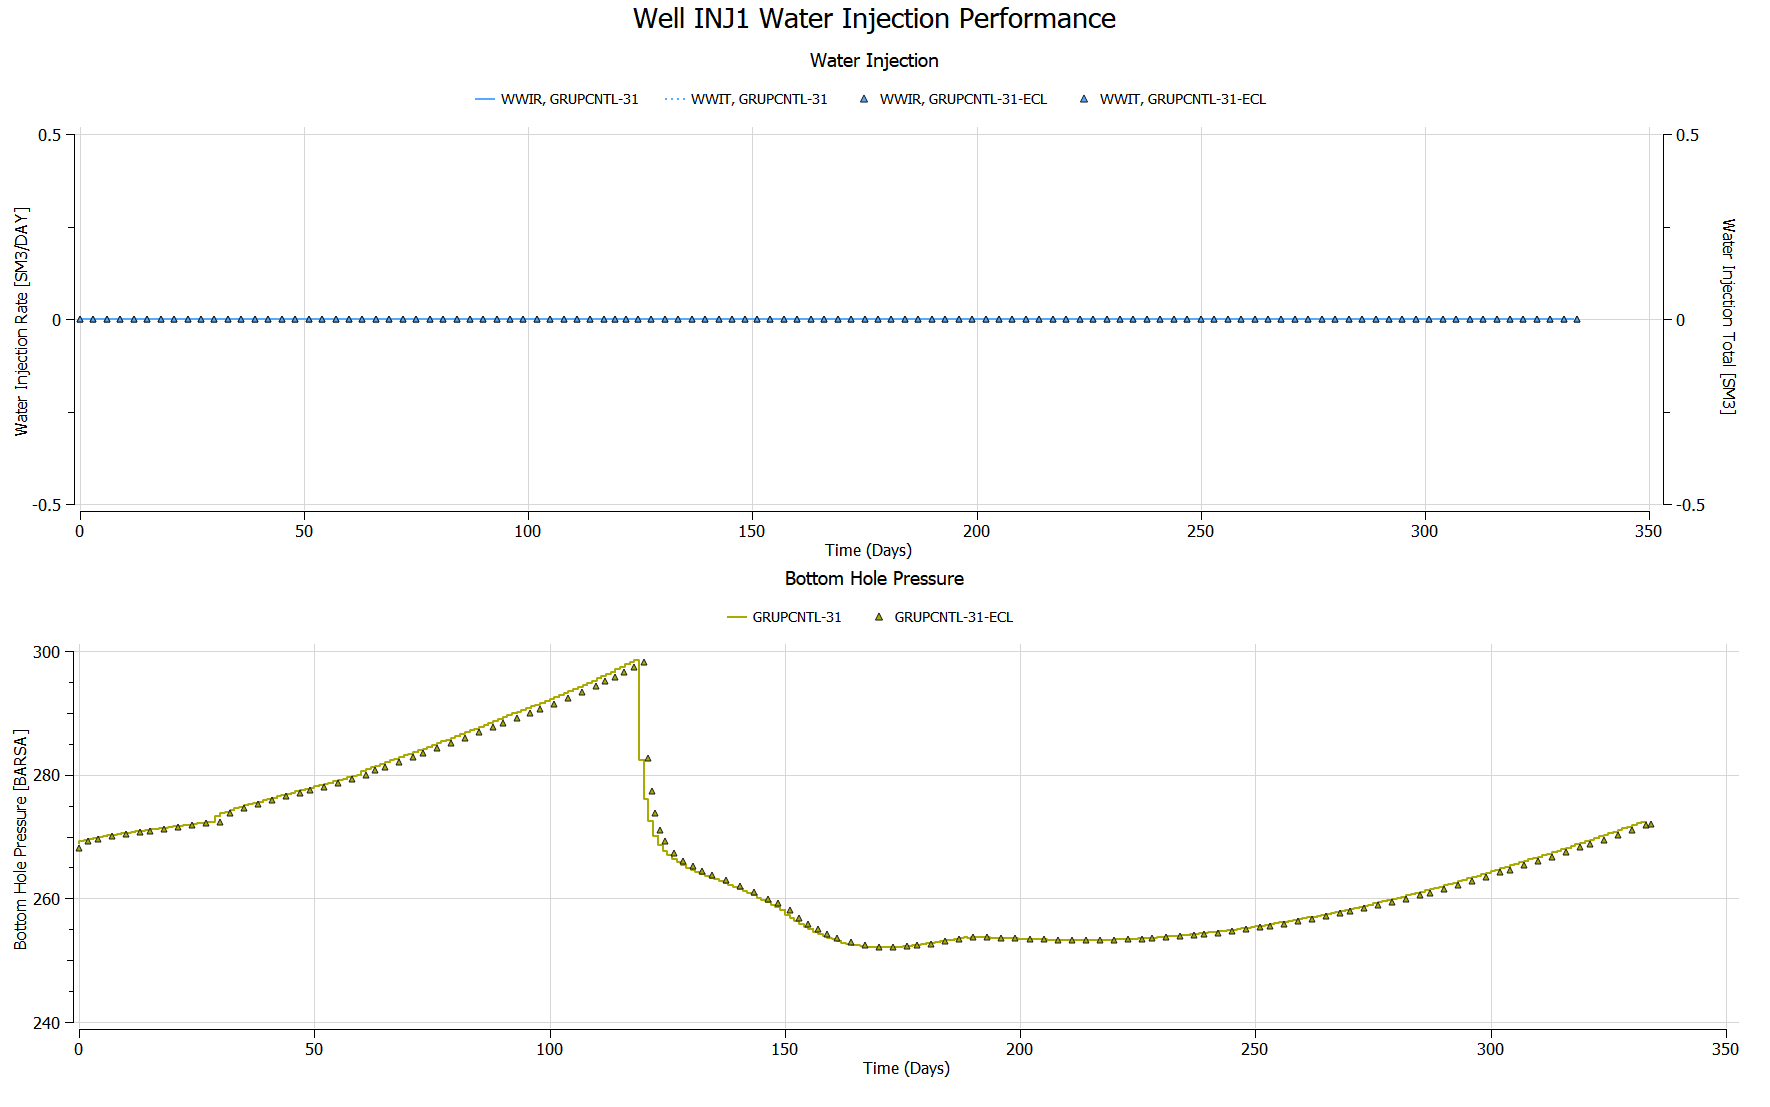 Well INJ1 Water Injection Performance
Water Injection
WWIR, GRUPCNTL-31 WWIT, GRUPCNTL-31 WWIR, GRUPCNTL-31-ECL WWIT, GRUPCNTL-31-ECL
Water Injection Rate [SM3/DAY]
0.5
0
-0.5
0.5
0
-0.5
Water Injection Total [SM3]
0 50 100 150 200 250 300 350
Time (Days)
Bottom Hole Pressure
GRUPCNTL-31 GRUPCNTL-31-ECL
Bottom Hole Pressure [BARSA]
300
280
260
240
0 50 100 150 200 250 300 350
Time (Days)